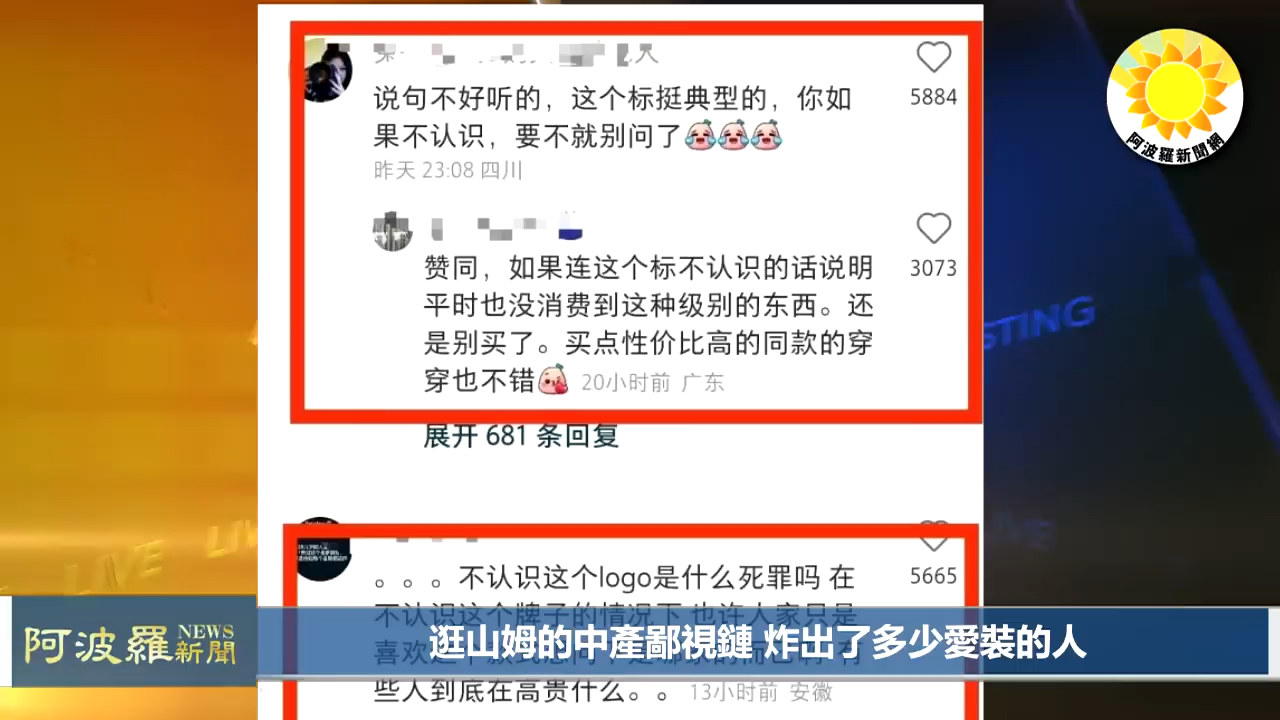 说句不好听的，这个标挺典型的，你如
果不认识，要不就别问了
昨天 23:08 四川
5884
赞同，如果连这个标不认识的话说明
平时也没消费到这种级别的东西。还
是别买了。买点性价比高的同款的穿
穿也不错
20小时前 广东
3073
展开 681 条回复
。。。不认识这个logo是什么死罪吗 在
不认识这个牌子的情况下 也许人家只是
些人到底在高贵什么。。
13小时前 安徽
5665
逛山姆的中產鄙視鏈 炸出了多少愛裝的人
阿波羅新聞網
阿波羅 NEWS 新聞
STING
LIVE